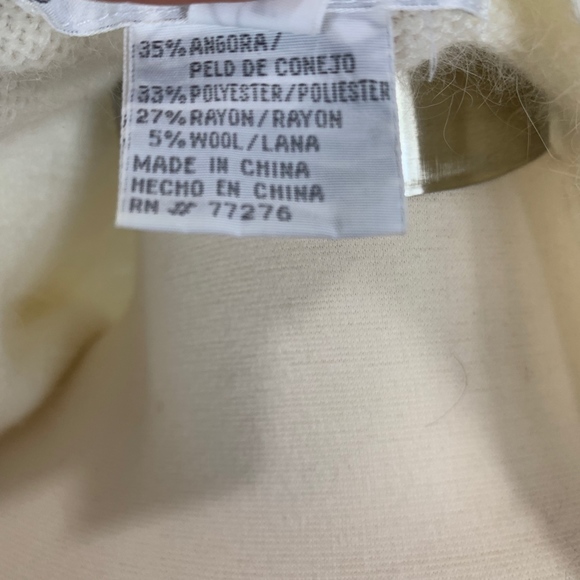 35% ANGORA/
PELO DE CONEJO
33% POLYESTER/POLIESTER
27% RAYON/RAYON
5% WOOL/LANA
MADE IN CHINA
HECHO EN CHINA
RN 77276